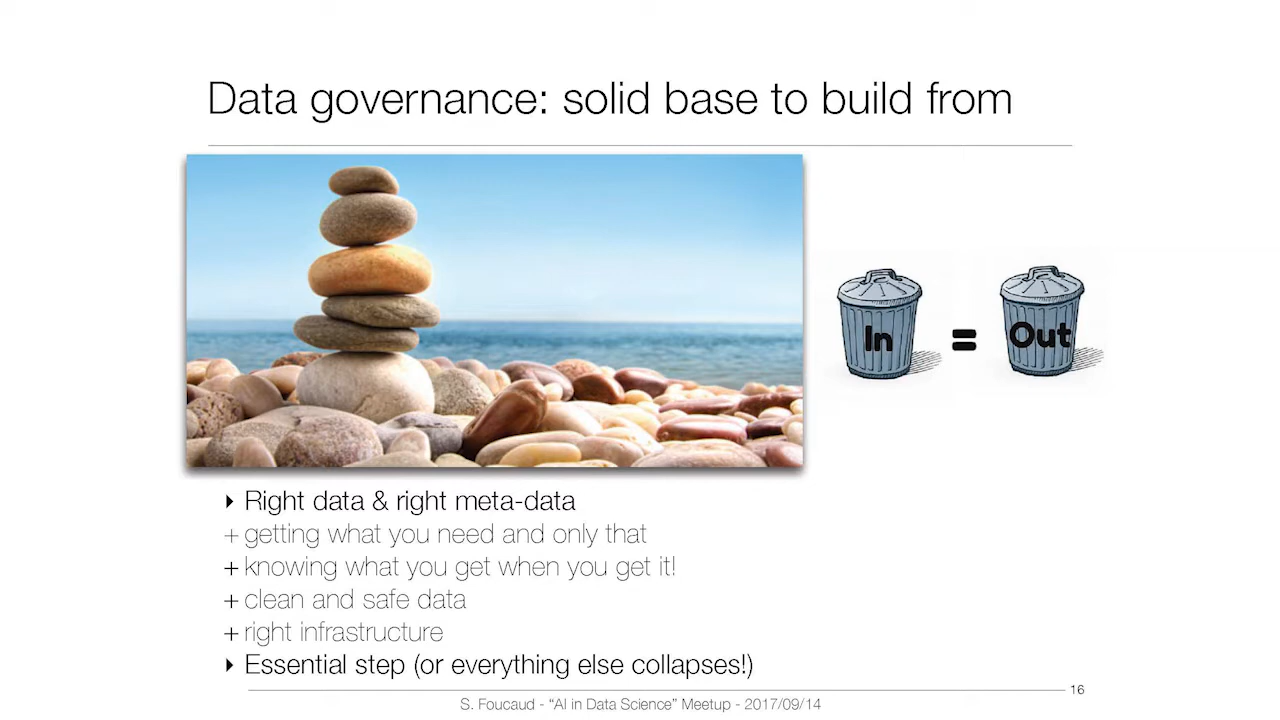 Data governance: solid base to build from
In = Out
‣ Right data & right meta-data
+ getting what you need and only that
+ knowing what you get when you get it!
+ clean and safe data
+ right infrastructure
‣ Essential step (or everything else collapses!)
16
S. Foucaud - “AI in Data Science” Meetup - 2017/09/14